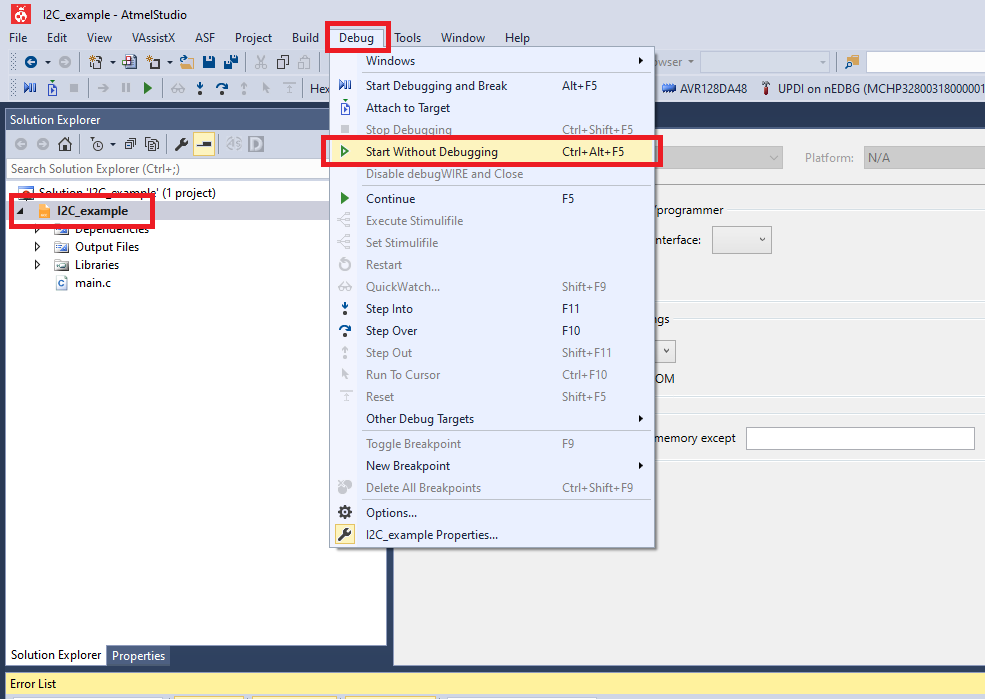 I2C_example - AtmelStudio
File Edit View VAssistX ASF Project Build Debug Tools Window Help
Hex
AVR128DA48
UPDI on nEDBG (MCHP3280031800000
Solution Explorer
Search Solution Explorer (Ctrl+;)
Solution 'I2C_example' (1 project)
I2C_example
Dependencies
Output Files
Libraries
main.c
Windows
Start Debugging and Break Alt+F5
Attach to Target
Stop Debugging Ctrl+Shift+F5
Start Without Debugging Ctrl+Alt+F5
Disable debugWIRE and Close
Continue F5
Execute Stimulifile
Set Stimulifile
Restart
QuickWatch... Shift+F9
Step Into F11
Step Over F10
Step Out Shift+F11
Run To Cursor Ctrl+F10
Reset Shift+F5
Other Debug Targets
Toggle Breakpoint F9
New Breakpoint
Delete All Breakpoints Ctrl+Shift+F9
Options...
I2C_example Properties...
Platform: N/A
/programmer
nterface:
ngs
OM
memory except
Solution Explorer Properties
Error List